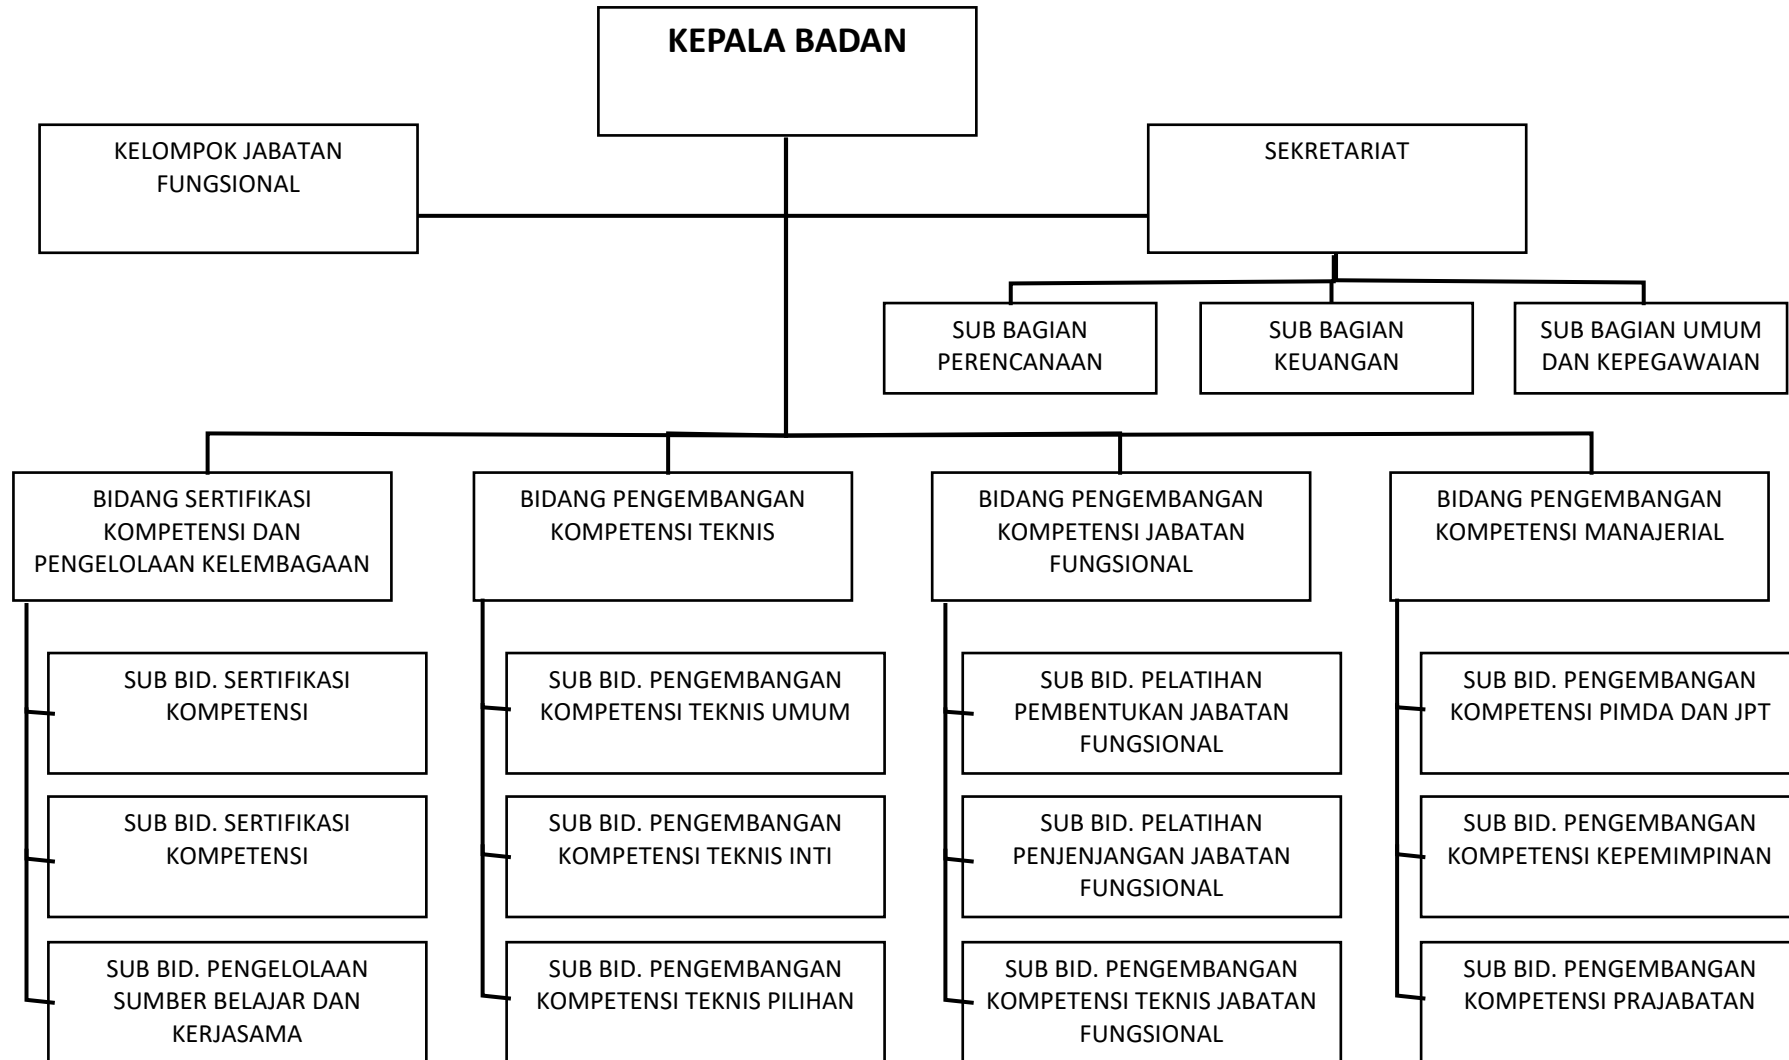 KEPALA BADAN
KELOMPOK JABATAN
FUNGSIONAL
SEKRETARIAT
SUB BAGIAN
PERENCANAAN
SUB BAGIAN
KEUANGAN
SUB BAGIAN UMUM
DAN KEPEGAWAIAN
BIDANG SERTIFIKASI
KOMPETENSI DAN
PENGELOLAAN KELEMBAGAAN
BIDANG PENGEMBANGAN
KOMPETENSI TEKNIS
BIDANG PENGEMBANGAN
KOMPETENSI JABATAN
FUNGSIONAL
BIDANG PENGEMBANGAN
KOMPETENSI MANAJERIAL
SUB BID. SERTIFIKASI
KOMPETENSI
SUB BID. PENGEMBANGAN
KOMPETENSI TEKNIS UMUM
SUB BID. PELATIHAN
PEMBENTUKAN JABATAN
FUNGSIONAL
SUB BID. PENGEMBANGAN
KOMPETENSI PIMDA DAN JPT
SUB BID. SERTIFIKASI
KOMPETENSI
SUB BID. PENGEMBANGAN
KOMPETENSI TEKNIS INTI
SUB BID. PELATIHAN
PENJENJANGAN JABATAN
FUNGSIONAL
SUB BID. PENGEMBANGAN
KOMPETENSI KEPEMIMPINAN
SUB BID. PENGELOLAAN
SUMBER BELAJAR DAN
KERJASAMA
SUB BID. PENGEMBANGAN
KOMPETENSI TEKNIS PILIHAN
SUB BID. PENGEMBANGAN
KOMPETENSI TEKNIS JABATAN
FUNGSIONAL
SUB BID. PENGEMBANGAN
KOMPETENSI PRAJABATAN